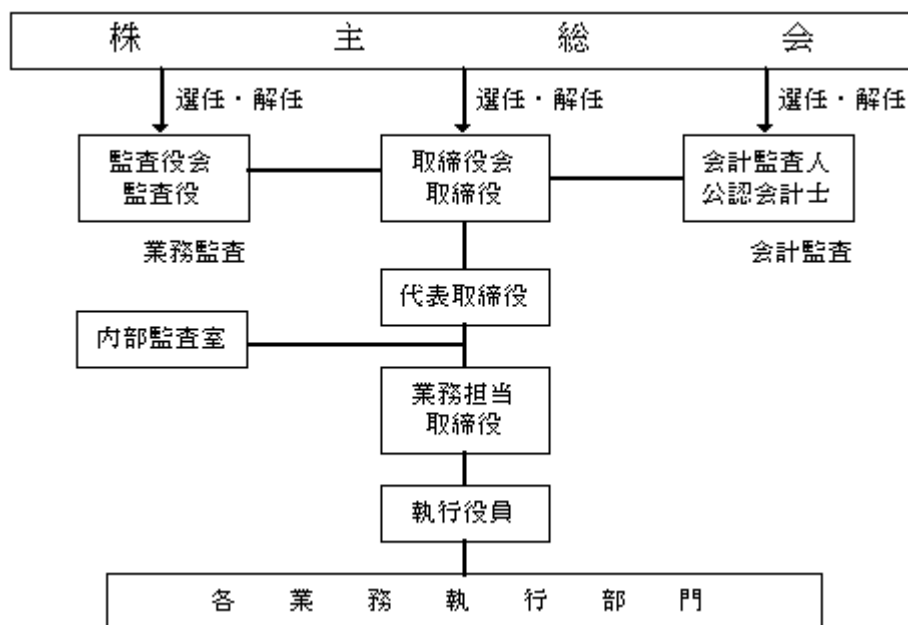 株主総会
選任・解任
選任・解任
選任・解任
監査役会
監査役
取締役会
取締役
会計監査人
公認会計士
業務監査
会計監査
代表取締役
内部監査室
業務担当
取締役
執行役員
各業務執行部門